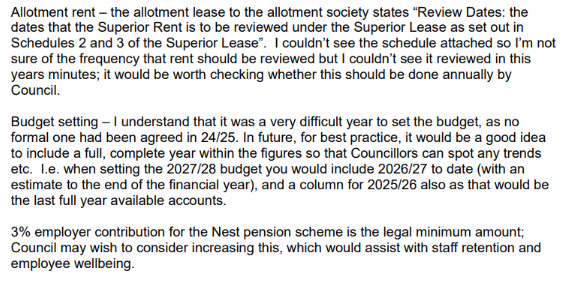 Allotment rent – the allotment lease to the allotment society states “Review Dates: the
dates that the Superior Rent is to be reviewed under the Superior Lease as set out in
Schedules 2 and 3 of the Superior Lease”.  I couldn’t see the schedule attached so I’m not
sure of the frequency that rent should be reviewed but I couldn’t see it reviewed in this
years minutes; it would be worth checking whether this should be done annually by
Council.

Budget setting – I understand that it was a very difficult year to set the budget, as no
formal one had been agreed in 24/25. In future, for best practice, it would be a good idea
to include a full, complete year within the figures so that Councillors can spot any trends
etc.  I.e. when setting the 2027/28 budget you would include 2026/27 to date (with an
estimate to the end of the financial year), and a column for 2025/26 also as that would be
the last full year available accounts.

3% employer contribution for the Nest pension scheme is the legal minimum amount;
Council may wish to consider increasing this, which would assist with staff retention and
employee wellbeing.